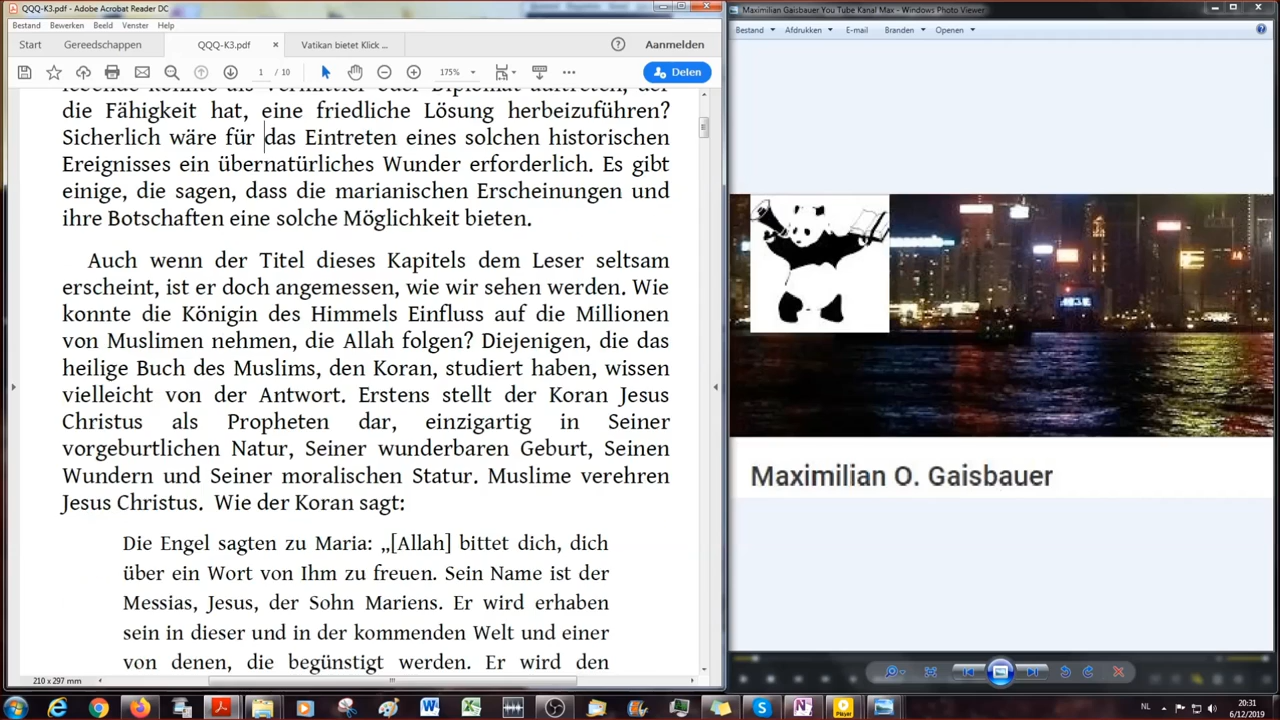 QQQ-K3.pdf - Adobe Acrobat Reader DC
Bestand Bewerken Beeld Venster Help
Start Gereedschappen QQQ-K3.pdf × Vatikan bietet Klick ... Aanmelden
1 / 10 175% Delen
die Fähigkeit hat, eine friedliche Lösung herbeizuführen?
Sicherlich wäre für das Eintreten eines solchen historischen
Ereignisses ein übernatürliches Wunder erforderlich. Es gibt
einige, die sagen, dass die marianischen Erscheinungen und
ihre Botschaften eine solche Möglichkeit bieten.
Auch wenn der Titel dieses Kapitels dem Leser seltsam
erscheint, ist er doch angemessen, wie wir sehen werden. Wie
konnte die Königin des Himmels Einfluss auf die Millionen
von Muslimen nehmen, die Allah folgen? Diejenigen, die das
heilige Buch des Muslims, den Koran, studiert haben, wissen
vielleicht von der Antwort. Erstens stellt der Koran Jesus
Christus als Propheten dar, einzigartig in Seiner
vorgeburtlichen Natur, Seiner wunderbaren Geburt, Seinen
Wundern und Seiner moralischen Statur. Muslime verehren
Jesus Christus. Wie der Koran sagt:
Die Engel sagten zu Maria: „[Allah] bittet dich, dich
über ein Wort von Ihm zu freuen. Sein Name ist der
Messias, Jesus, der Sohn Mariens. Er wird erhaben
sein in dieser und in der kommenden Welt und einer
von denen, die begünstigt werden. Er wird den
210 x 297 mm
Maximilian Gaisbauer You Tube Kanal Max - Windows Photo Viewer
Bestand Afdrukken E-mail Branden Openen
Maximilian O. Gaisbauer
NL
20:31
6/12/2019